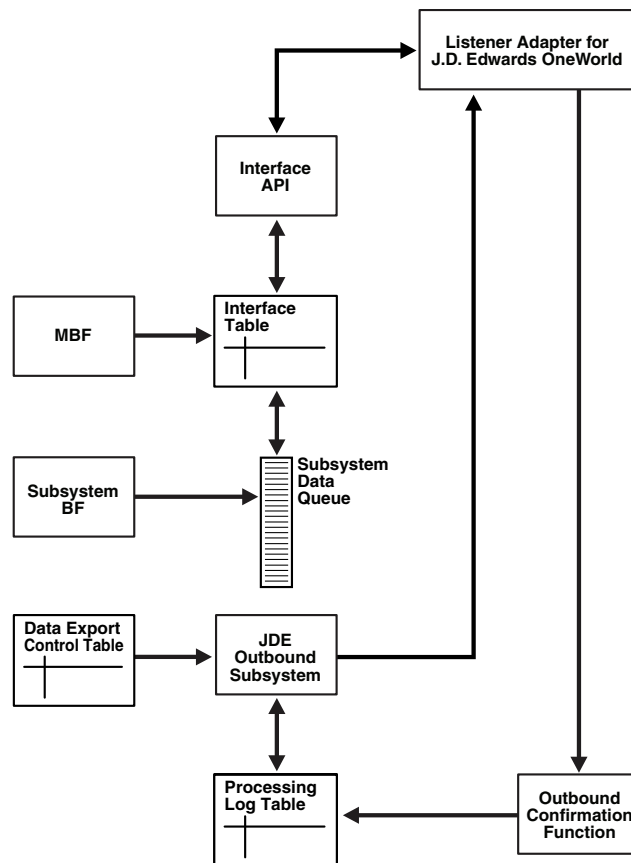 Listener Adapter for
J.D. Edwards OneWorld
Interface
API
Interface
Table
MBF
Subsystem
Data
Queue
Subsystem
BF
Data Export
Control Table
JDE
Outbound
Subsystem
Processing
Log Table
Outbound
Confirmation
Function